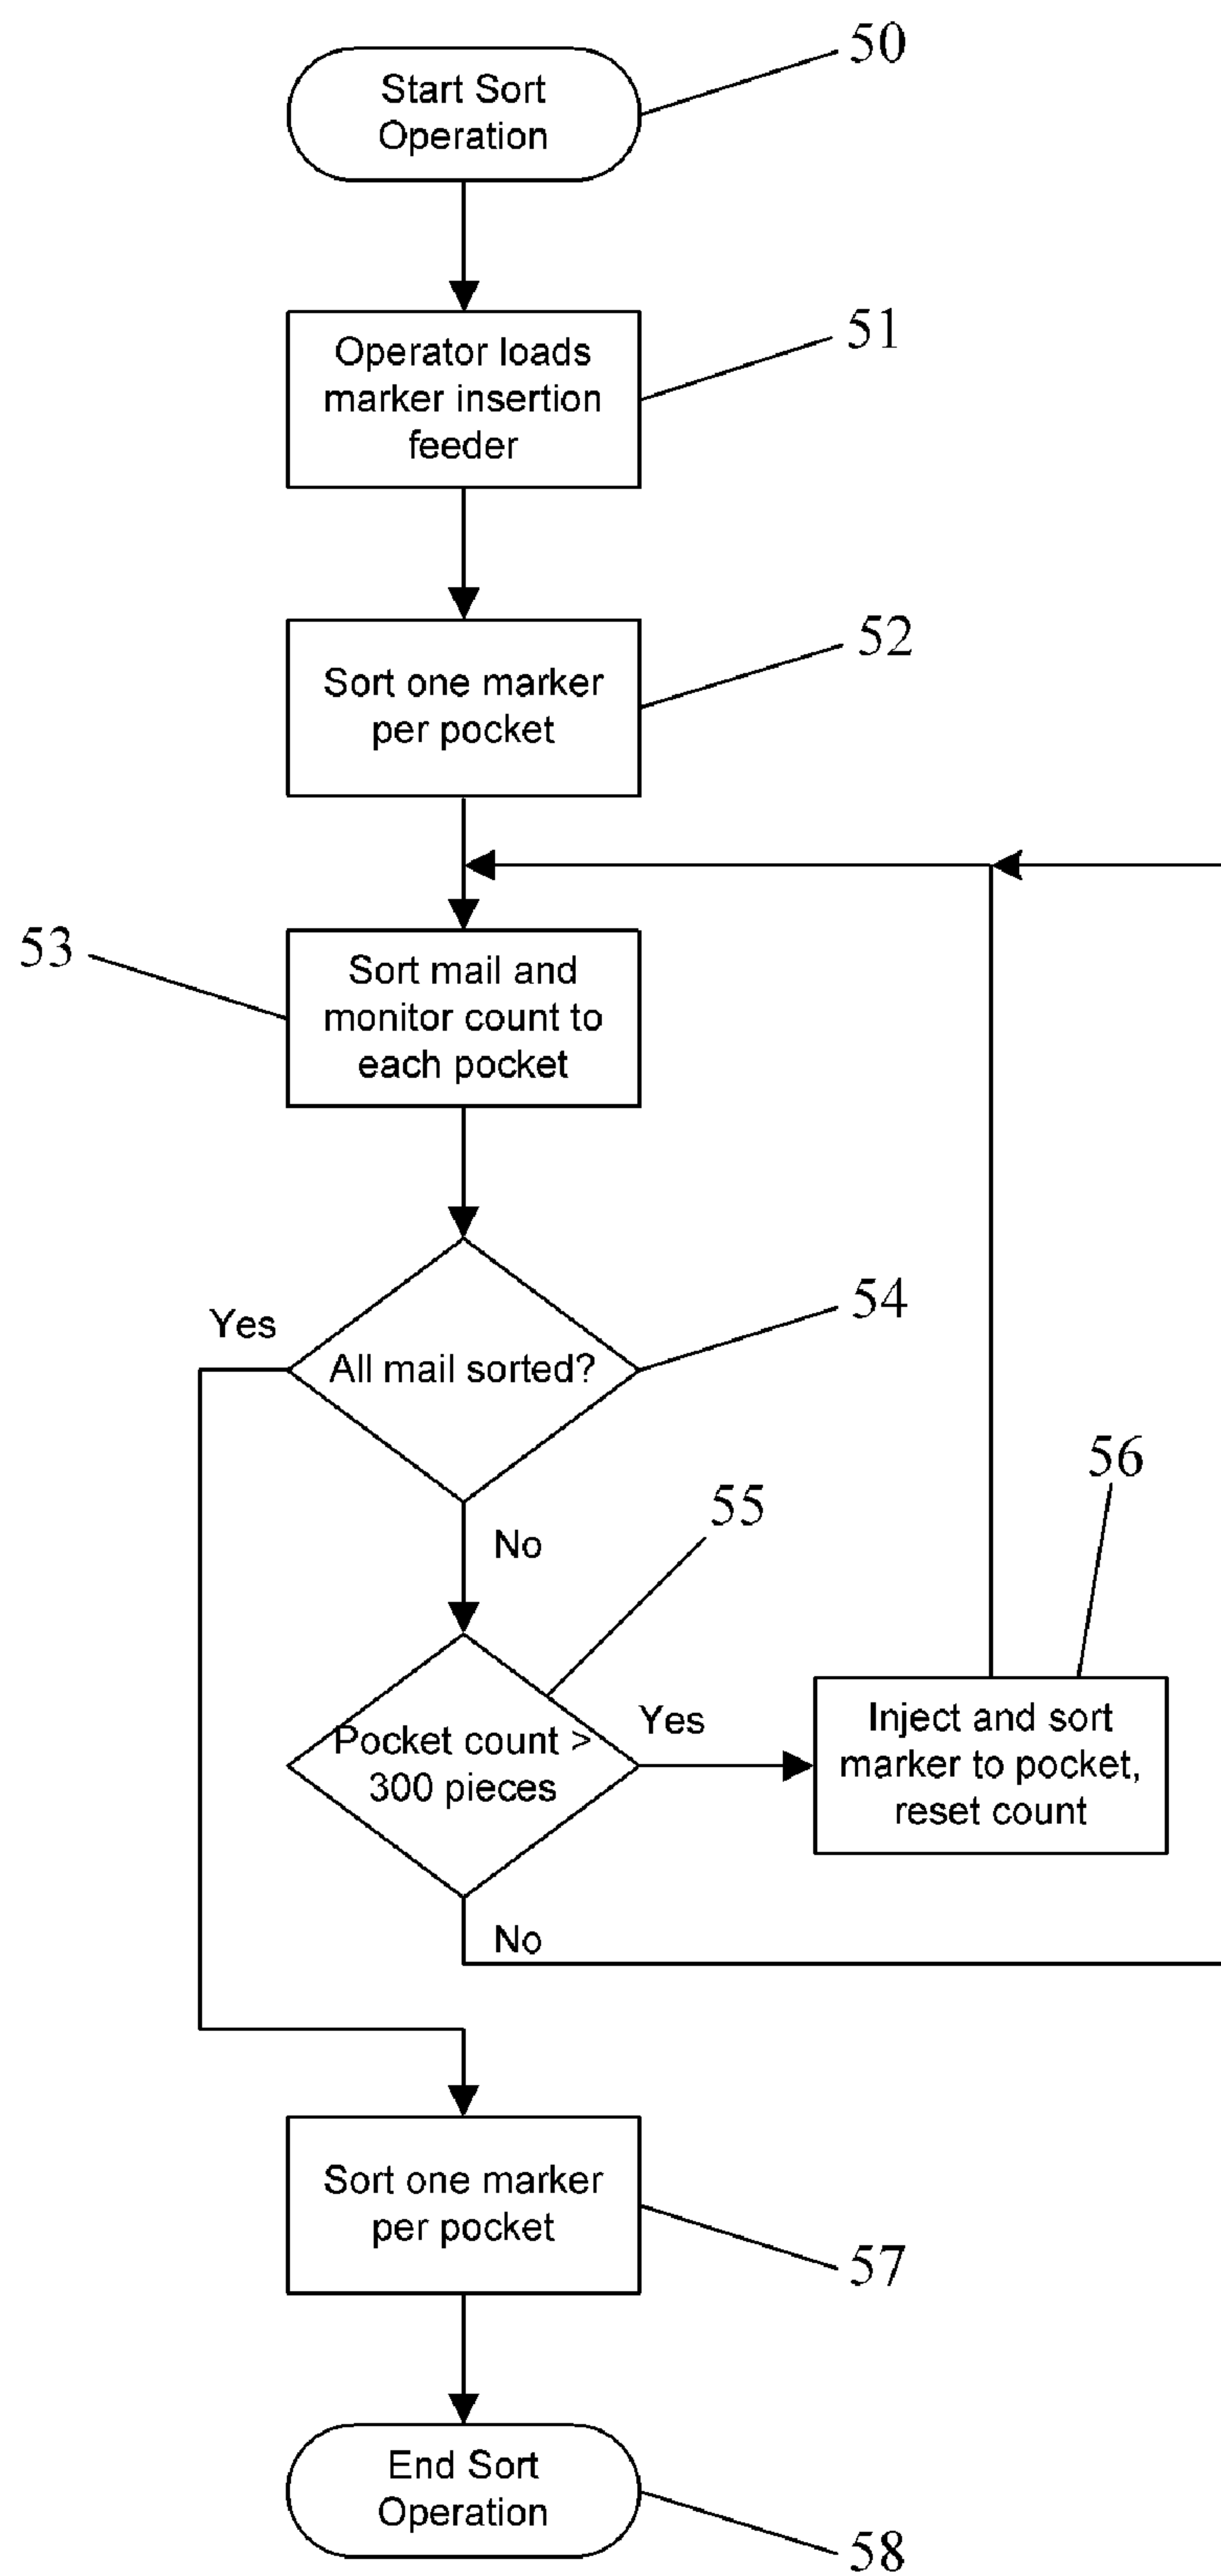 50
Start Sort
Operation
51
Operator loads
marker insertion
feeder
52
Sort one marker
per pocket
53
Sort mail and
monitor count to
each pocket
54
Yes
All mail sorted?
No
55
56
Pocket count >
300 pieces
Yes
Inject and sort
marker to pocket,
reset count
No
Sort one marker
per pocket
57
End Sort
Operation
58